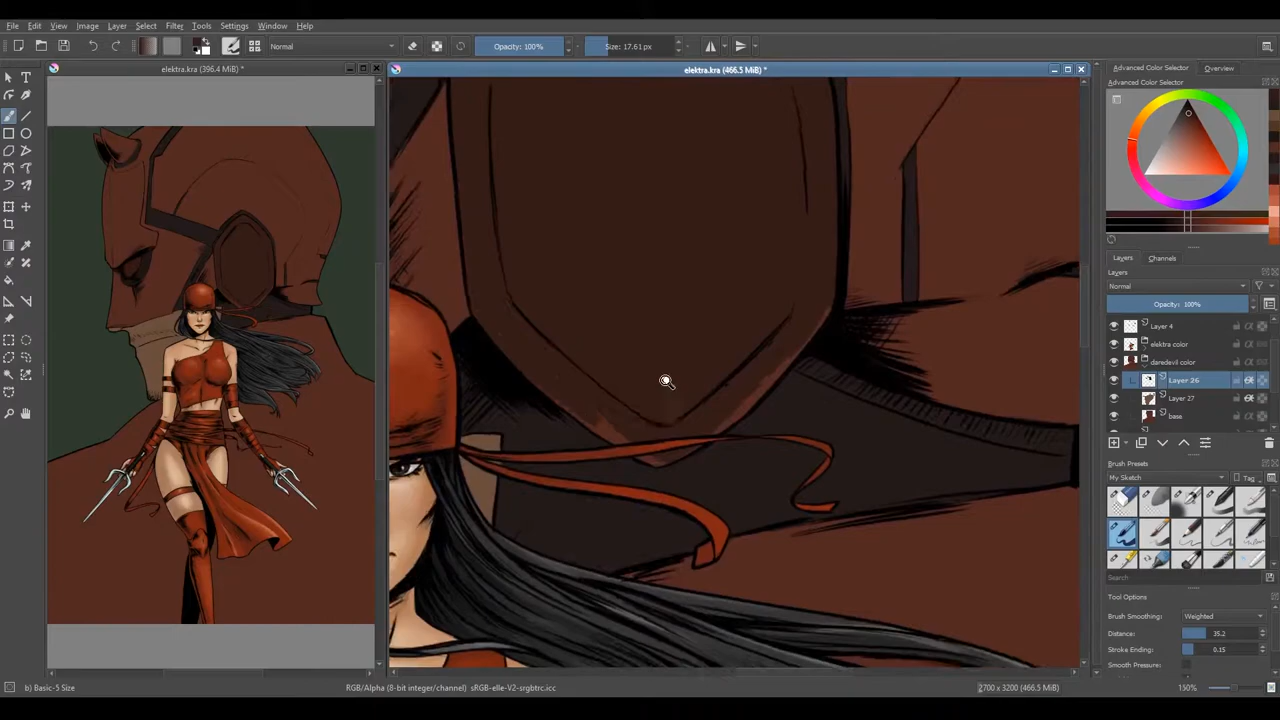 File Edit View Image Layer Select Filter Tools Settings Window Help
Normal Opacity: 100% Size: 17.61 px
elektra.kra (396.4 MiB) *
elektra.kra (466.5 MiB) *
Advanced Color Selector Overview
Advanced Color Selector
Layers Channels
Layers
Normal
Opacity: 100%
Layer 4
elektra color
daredevil color
Layer 26
Layer 27
base
Brush Presets
My Sketch Tag
Search
Tool Options
Brush Smoothing: Weighted
Distance: 35.2
Stroke Ending: 0.15
Smooth Pressure:
b) Basic-5 Size
RGB/Alpha (8-bit integer/channel) sRGB-elle-V2-srgbtrc.icc
2700 x 3200 (466.5 MiB)
150%